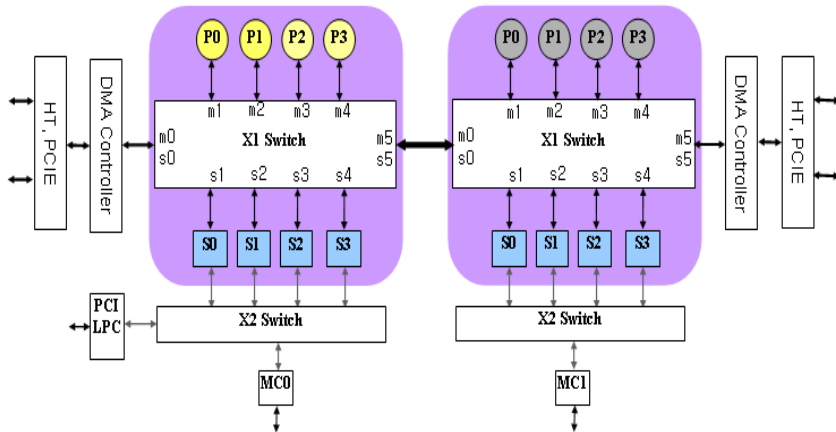 P0 P1 P2 P3
P0 P1 P2 P3
HT, PCIE
DMA Controller
m1 m2 m3 m4
m0 X1 Switch m5
s0 s5
s1 s2 s3 s4
m1 m2 m3 m4
m0 X1 Switch m5
s0 s5
s1 s2 s3 s4
DMA Controller
HT, PCIE
S0 S1 S2 S3
S0 S1 S2 S3
PCI
LPC
X2 Switch
X2 Switch
MC0
MC1